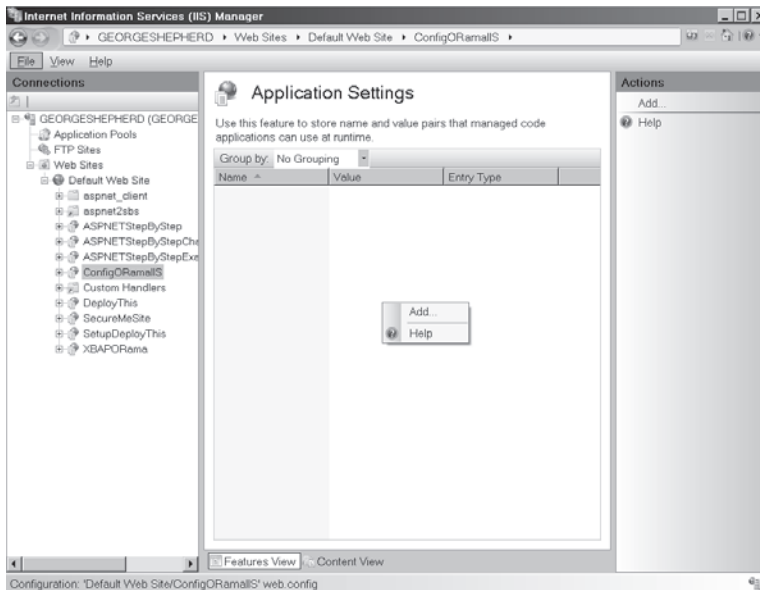 Internet Information Services (IIS) Manager
GEORGESHEPHERD Web Sites Default Web Site ConfigORamaIIS
File View Help
Connections
GEORGESHEPHERD (GEORGE
Application Pools
FTP Sites
Web Sites
Default Web Site
aspnet_client
aspnet2sbs
ASPNETStepByStep
ASPNETStepByStepCha
ASPNETStepByStepExa
ConfigORamaIIS
Custom Handlers
DeployThis
SecureMeSite
SetupDeployThis
XBAPORama
Application Settings
Use this feature to store name and value pairs that managed code
applications can use at runtime.
Group by: No Grouping
Name Value Entry Type
Add...
Help
Features View Content View
Actions
Add...
Help
Configuration: 'Default Web Site/ConfigORamaIIS' web.config